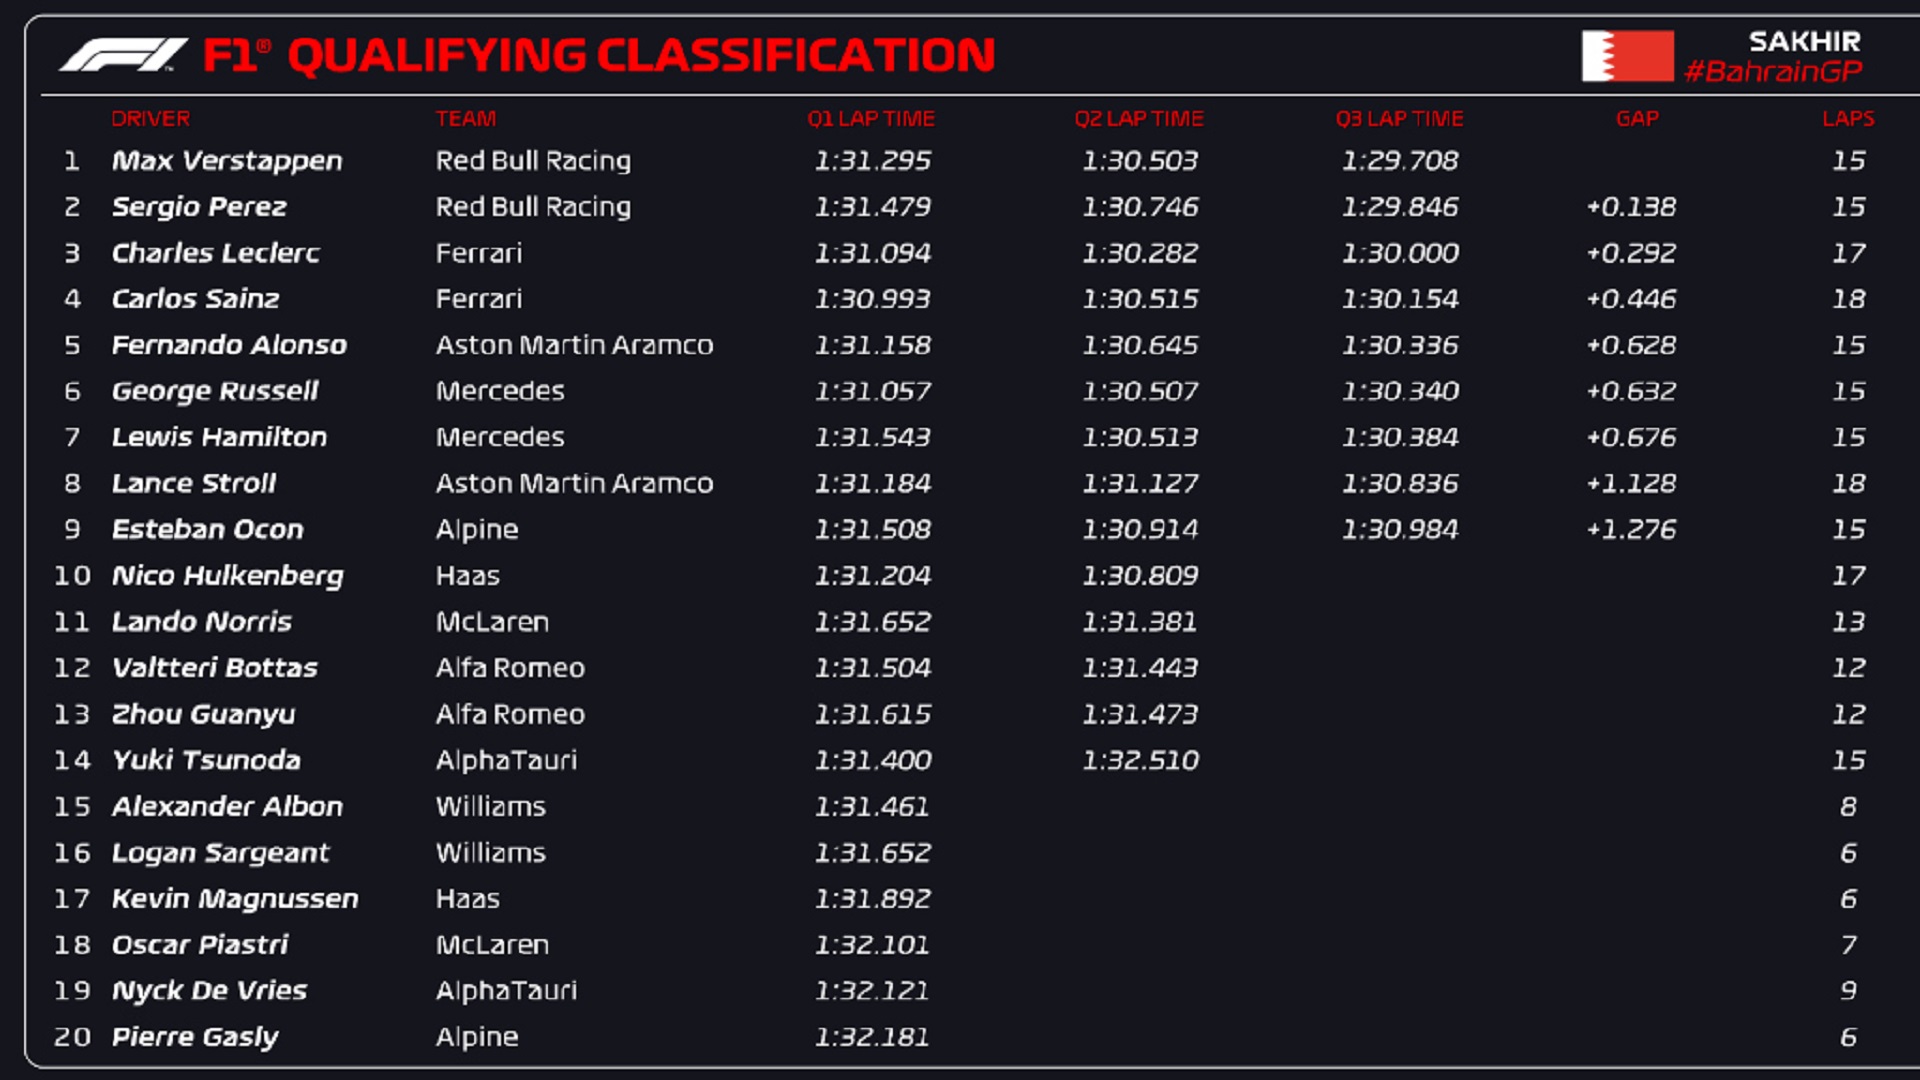 F1® QUALIFYING CLASSIFICATION
SAKHIR
#BahrainGP
DRIVER TEAM Q1 LAP TIME Q2 LAP TIME Q3 LAP TIME GAP LAPS
1 Max Verstappen Red Bull Racing 1:31.295 1:30.503 1:29.708 15
2 Sergio Perez Red Bull Racing 1:31.479 1:30.746 1:29.846 +0.138 15
3 Charles Leclerc Ferrari 1:31.094 1:30.282 1:30.000 +0.292 17
4 Carlos Sainz Ferrari 1:30.993 1:30.515 1:30.154 +0.446 18
5 Fernando Alonso Aston Martin Aramco 1:31.158 1:30.645 1:30.336 +0.628 15
6 George Russell Mercedes 1:31.057 1:30.507 1:30.340 +0.632 15
7 Lewis Hamilton Mercedes 1:31.543 1:30.513 1:30.384 +0.676 15
8 Lance Stroll Aston Martin Aramco 1:31.184 1:31.127 1:30.836 +1.128 18
9 Esteban Ocon Alpine 1:31.508 1:30.914 1:30.984 +1.276 15
10 Nico Hulkenberg Haas 1:31.204 1:30.809 17
11 Lando Norris McLaren 1:31.652 1:31.381 13
12 Valtteri Bottas Alfa Romeo 1:31.504 1:31.443 12
13 Zhou Guanyu Alfa Romeo 1:31.615 1:31.473 12
14 Yuki Tsunoda AlphaTauri 1:31.400 1:32.510 15
15 Alexander Albon Williams 1:31.461 8
16 Logan Sargeant Williams 1:31.652 6
17 Kevin Magnussen Haas 1:31.892 6
18 Oscar Piastri McLaren 1:32.101 7
19 Nyck De Vries AlphaTauri 1:32.121 9
20 Pierre Gasly Alpine 1:32.181 6